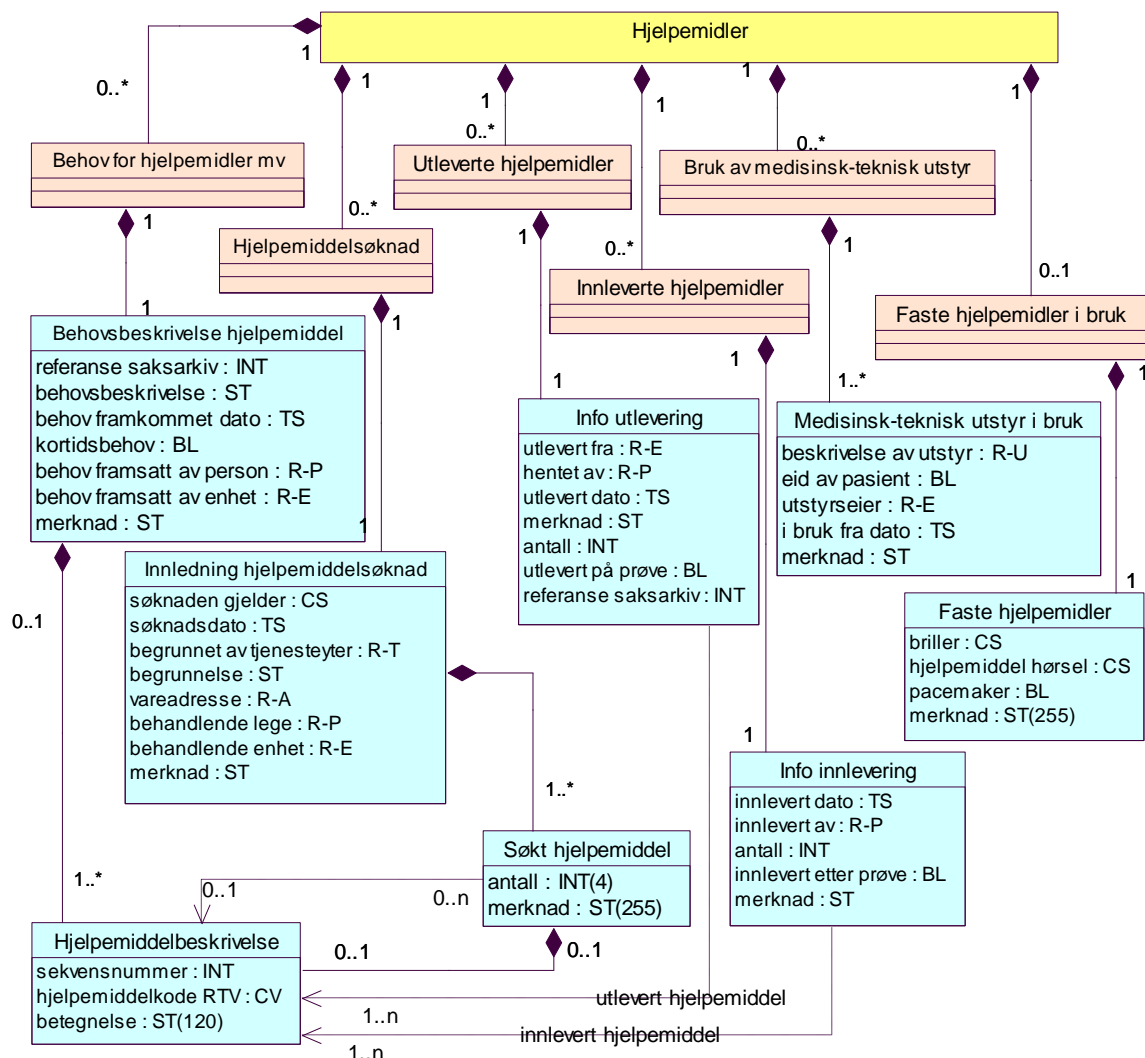 Hjelpemidler
1
1
1
1
1
1
0..*
0..*
0..*
0..*
0..*
0..1
Behov for hjelpemidler mv
1
Utleverte hjelpemidler
1
Bruk av medisinsk-teknisk utstyr
1
Hjelpemiddelsøknad
1
Innleverte hjelpemidler
1
Faste hjelpemidler i bruk
1
1
Behovsbeskrivelse hjelpemiddel
referanse saksarkiv : INT
behovsbeskrivelse : ST
behov framkommet dato : TS
kortidsbehov : BL
behov framsatt av person : R-P
behov framsatt av enhet : R-E
merknad : ST
0..1
1
Info utlevering
utlevert fra : R-E
hentet av : R-P
utlevert dato : TS
merknad : ST
antall : INT
utlevert på prøve : BL
referanse saksarkiv : INT
1..*
Medisinsk-teknisk utstyr i bruk
beskrivelse av utstyr : R-U
eid av pasient : BL
utstyrseier : R-E
i bruk fra dato : TS
merknad : ST
1
Innledning hjelpemiddelsøknad
søknaden gjelder : CS
søknadsdato : TS
begrunnet av tjenesteyter : R-T
begrunnelse : ST
vareadresse : R-A
behandlende lege : R-P
behandlende enhet : R-E
merknad : ST
1
Faste hjelpemidler
briller : CS
hjelpemiddel hørsel : CS
pacemaker : BL
merknad : ST(255)
1
Info innlevering
innlevert dato : TS
innlevert av : R-P
antall : INT
innlevert etter prøve : BL
merknad : ST
1..*
Søkt hjelpemiddel
antall : INT(4)
merknad : ST(255)
1..*
0..1
0..n
0..1
0..1
Hjelpemiddelbeskrivelse
sekvensnummer : INT
hjelpemiddelkode RTV : CV
betegnelse : ST(120)
utlevert hjelpemiddel
1..n
innlevert hjelpemiddel
1..n